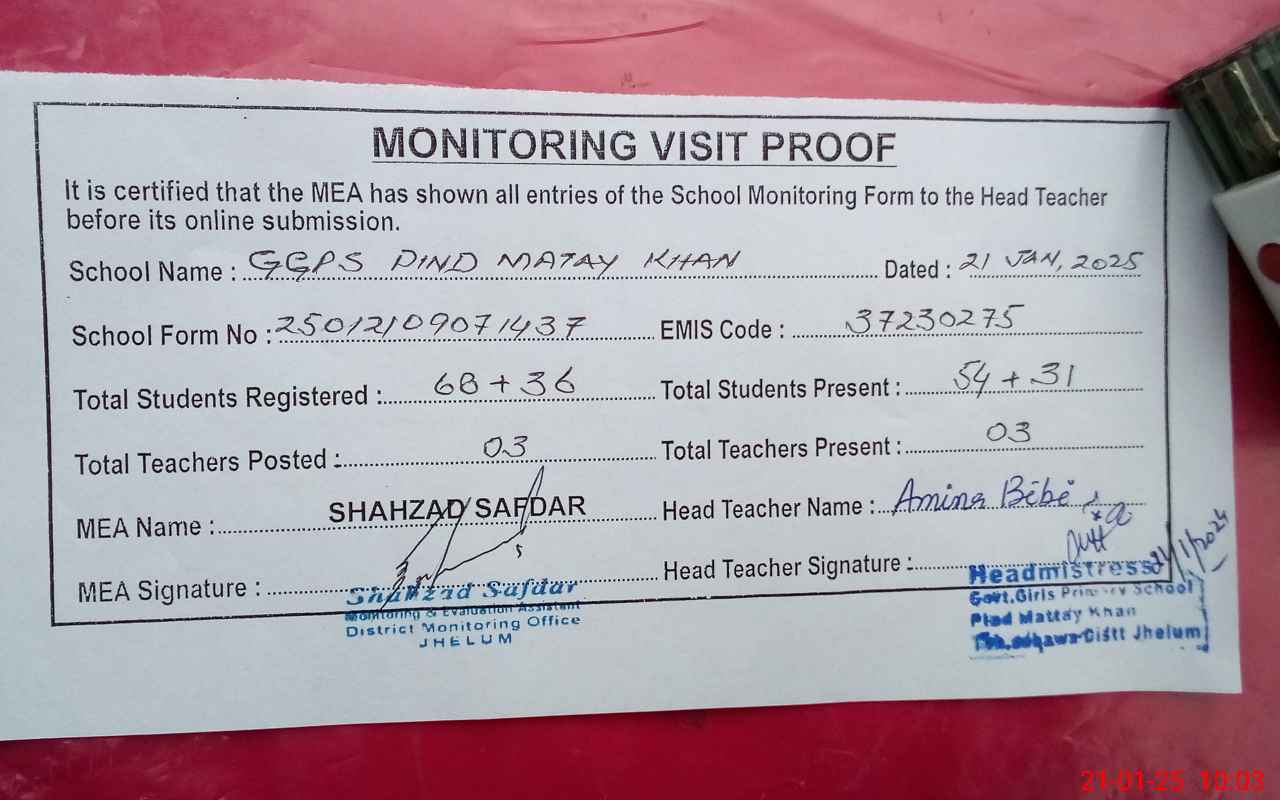 MONITORING VISIT PROOF
It is certified that the MEA has shown all entries of the School Monitoring Form to the Head Teacher
before its online submission.
School Name : GGPS PIND MATAY KHAN Dated : 21 JAN, 2025
School Form No : 25012109071437 EMIS Code : 37230275
Total Students Registered : 68 + 36 Total Students Present : 54 + 31
Total Teachers Posted : 03 Total Teachers Present : 03
MEA Name : SHAHZAD SAFDAR Head Teacher Name : Amina Bibi
MEA Signature : Head Teacher Signature :
Shahzad Safdar
Monitoring & Evaluation Assistant
District Monitoring Office
JHELUM
Headmistress
Govt.Girls Primary School
Pind Mattay Khan
Distt Jhelum
21-01-25 10:03